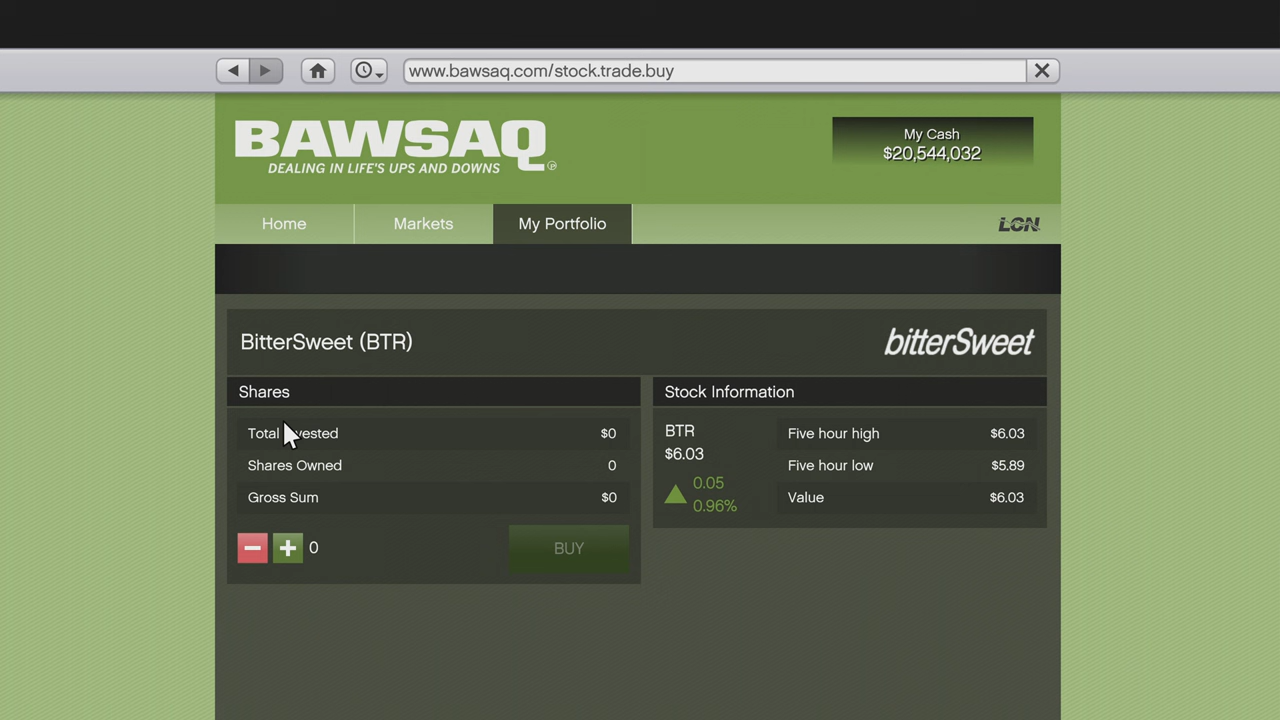 www.bawsaq.com/stock.trade.buy
BAWSAQ
DEALING IN LIFE'S UPS AND DOWNS
My Cash
$20,544,032
Home Markets My Portfolio LCN
BitterSweet (BTR) bitterSweet
Shares
Total vested $0
Shares Owned 0
Gross Sum $0
0 BUY
Stock Information
BTR
$6.03
0.05
0.96%
Five hour high $6.03
Five hour low $5.89
Value $6.03